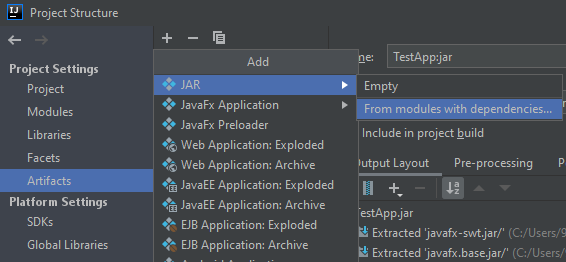 IJ Project Structure
Project Settings
Project
Modules
Libraries
Facets
Artifacts
Platform Settings
SDKs
Global Libraries
Add
JAR
JavaFx Application
JavaFx Preloader
Web Application: Exploded
Web Application: Archive
JavaEE Application: Exploded
JavaEE Application: Archive
EJB Application: Exploded
EJB Application: Archive
me: TestApp:jar
Empty
From modules with dependencies...
Include in project build
Output Layout Pre-processing
TestApp.jar
Extracted 'javafx-swt.jar/' (C:/Users/9
Extracted 'javafx.base.jar/' (C:/Users/